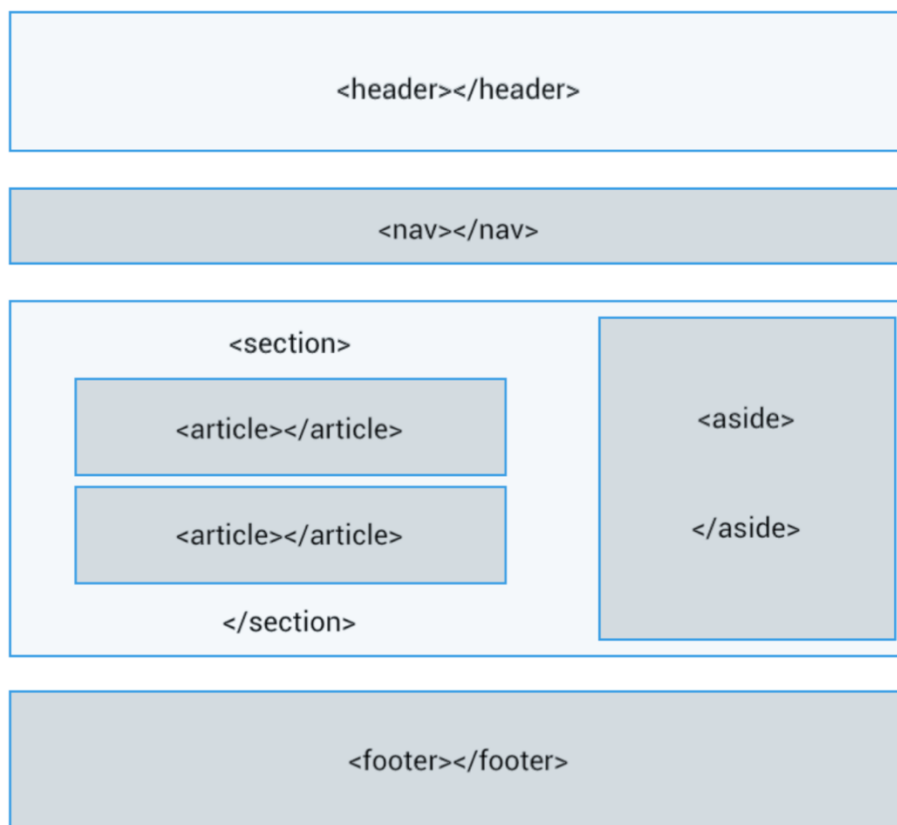 <header></header>
<nav></nav>
<section>
<article></article>
<article></article>
</section>
<aside>
</aside>
<footer></footer>